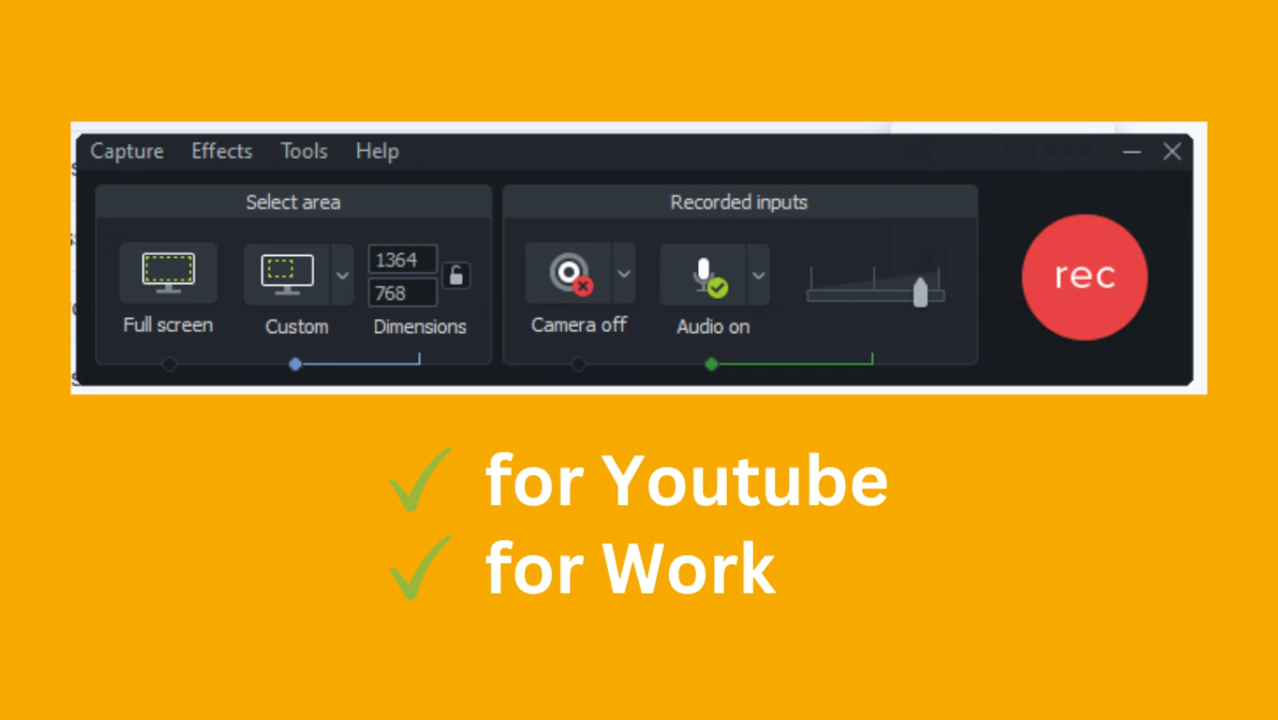 Capture Effects Tools Help
Select area
Recorded inputs
1364
768
rec
Full screen Custom Dimensions Camera off Audio on
for Youtube
for Work